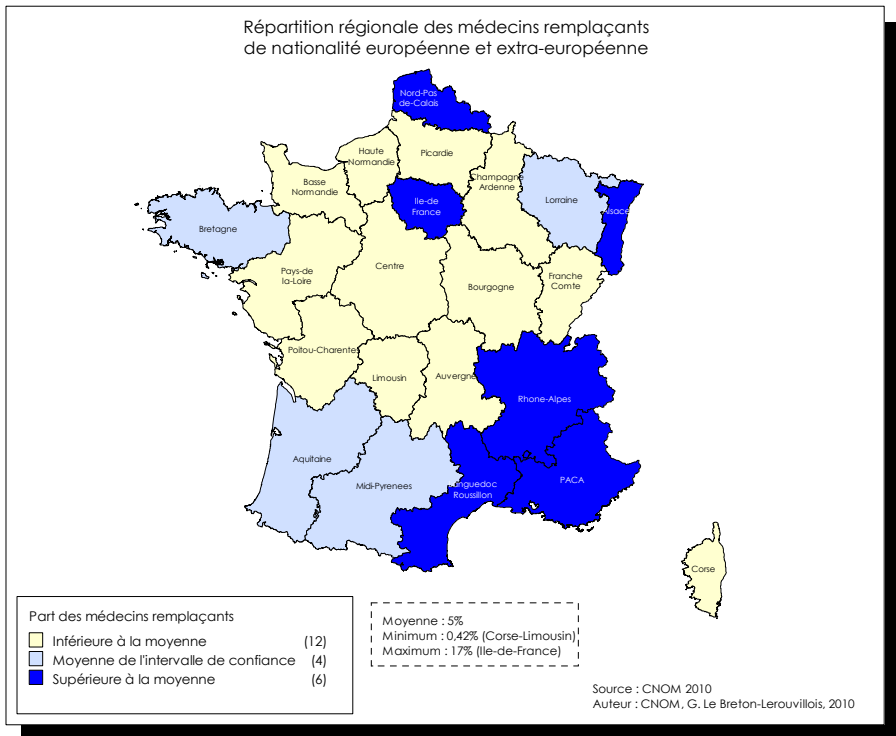 Répartition régionale des médecins remplaçants
de nationalité européenne et extra-européenne
Nord-Pas
de-Calais
Haute
Normandie
Picardie
Champagne
Ardenne
Basse
Normandie
Ile-de
France
Lorraine
Alsace
Bretagne
Pays-de
la-Loire
Centre
Bourgogne
Franche
Comte
Poitou-Charente
Limousin
Auvergne
Rhone-Alpes
Aquitaine
Midi-Pyrenees
nguedoc
Roussillon
PACA
Corse
Part des médecins remplaçants
Inférieure à la moyenne (12)
Moyenne de l'intervalle de confiance (4)
Supérieure à la moyenne (6)
Moyenne : 5%
Minimum : 0,42% (Corse-Limousin)
Maximum : 17% (Ile-de-France)
Source : CNOM 2010
Auteur : CNOM, G. Le Breton-Lerouvillois, 2010